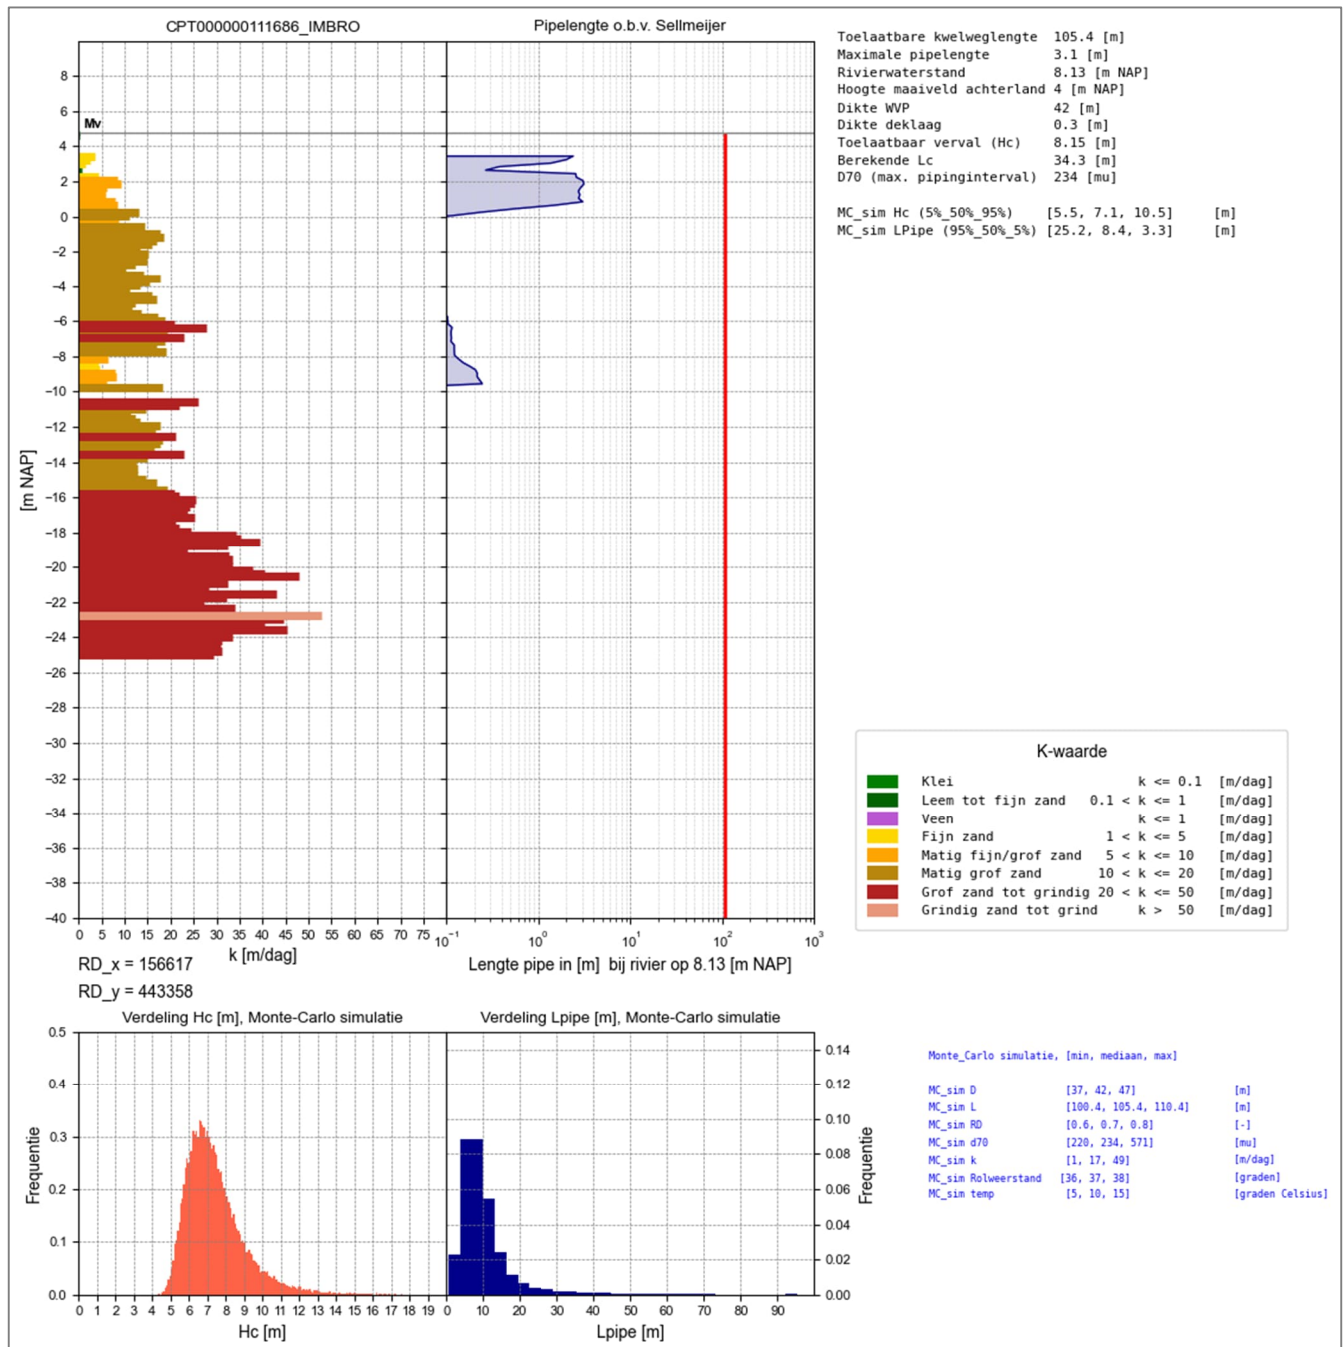 CPT000000111686_IMBRO
Pipelengte o.b.v. Sellmeijer
Toelaatbare kwelweglengte 105.4 [m]
Maximale pipelengte 3.1 [m]
Rivierwaterstand 8.13 [m NAP]
Hoogte maaiveld achterland 4 [m NAP]
Dikte WVP 42 [m]
Dikte deklaag 0.3 [m]
Toelaatbaar verval (Hc) 8.15 [m]
Berekende Lc 34.3 [m]
D70 (max. pipinginterval) 234 [mu]
MC_sim Hc (5%_50%_95%) [5.5, 7.1, 10.5] [m]
MC_sim LPipe (95%_50%_5%) [25.2, 8.4, 3.3] [m]
Mv
8
6
4
2
0
−2
−4
−6
−8
−10
−12
−14
−16
−18
−20
−22
−24
−26
−28
−30
−32
−34
−36
−38
−40
[m NAP]
0 5 10 15 20 25 30 35 40 45 50 55 60 65 70 75
k [m/dag]
10⁻¹ 10⁰ 10¹ 10² 10³
Lengte pipe in [m] bij rivier op 8.13 [m NAP]
RD_x = 156617
RD_y = 443358
K-waarde
Klei k <= 0.1 [m/dag]
Leem tot fijn zand 0.1 < k <= 1 [m/dag]
Veen k <= 1 [m/dag]
Fijn zand 1 < k <= 5 [m/dag]
Matig fijn/grof zand 5 < k <= 10 [m/dag]
Matig grof zand 10 < k <= 20 [m/dag]
Grof zand tot grindig 20 < k <= 50 [m/dag]
Grindig zand tot grind k > 50 [m/dag]
Verdeling Hc [m], Monte-Carlo simulatie
0.5
0.4
0.3
0.2
0.1
0.0
Frequentie
0 1 2 3 4 5 6 7 8 9 10 11 12 13 14 15 16 17 18 19
Hc [m]
Verdeling Lpipe [m], Monte-Carlo simulatie
0.14
0.12
0.10
0.08
0.06
0.04
0.02
0.00
Frequentie
0 10 20 30 40 50 60 70 80 90
Lpipe [m]
Monte_Carlo simulatie, [min, mediaan, max]
MC_sim D [37, 42, 47] [m]
MC_sim L [100.4, 105.4, 110.4] [m]
MC_sim RD [0.6, 0.7, 0.8] [-]
MC_sim d70 [220, 234, 571] [mu]
MC_sim k [1, 17, 49] [m/dag]
MC_sim Rolweerstand [36, 37, 38] [graden]
MC_sim temp [5, 10, 15] [graden Celsius]